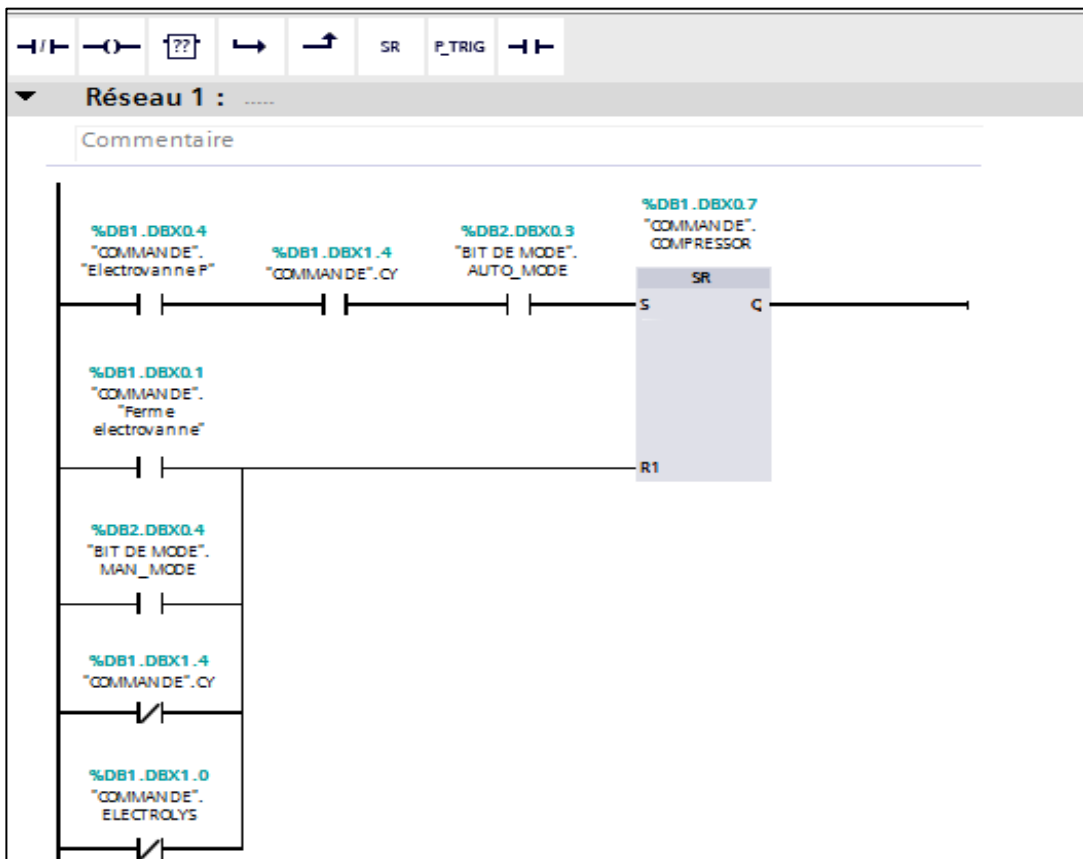 ?? SR P_TRIG
Réseau 1 : .....
Commentaire
%DB1.DBX0.4
"COMMANDE".
"Electrovanne P"
%DB1.DBX1.4
"COMMANDE".CY
%DB2.DBX0.3
"BIT DE MODE".
AUTO_MODE
%DB1.DBX0.7
"COMMANDE".
COMPRESSOR
SR
S Q
%DB1.DBX0.1
"COMMANDE".
"Ferme
electrovanne"
R1
%DB2.DBX0.4
"BIT DE MODE".
MAN_MODE
%DB1.DBX1.4
"COMMANDE".CY
%DB1.DBX1.0
"COMMANDE".
ELECTROLYS